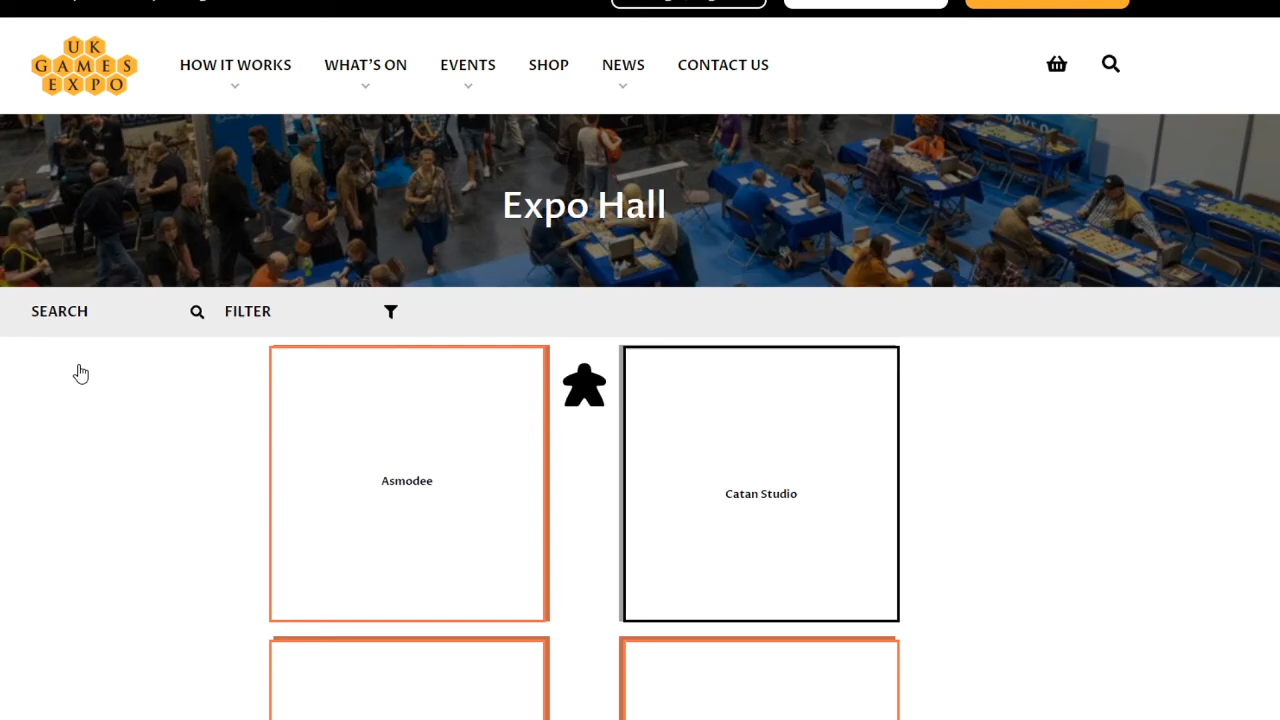 UK
GAMES
EXPO
HOW IT WORKS
WHAT'S ON
EVENTS
SHOP
NEWS
CONTACT US
Expo Hall
SEARCH
FILTER
Asmodee
Catan Studio